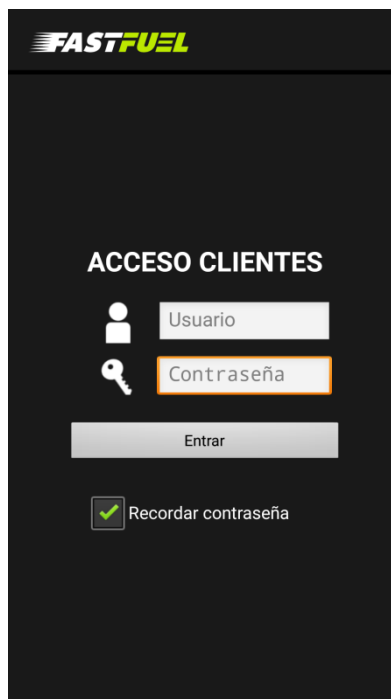 FASTFUEL
ACCESO CLIENTES
Usuario
Contraseña
Entrar
Recordar contraseña